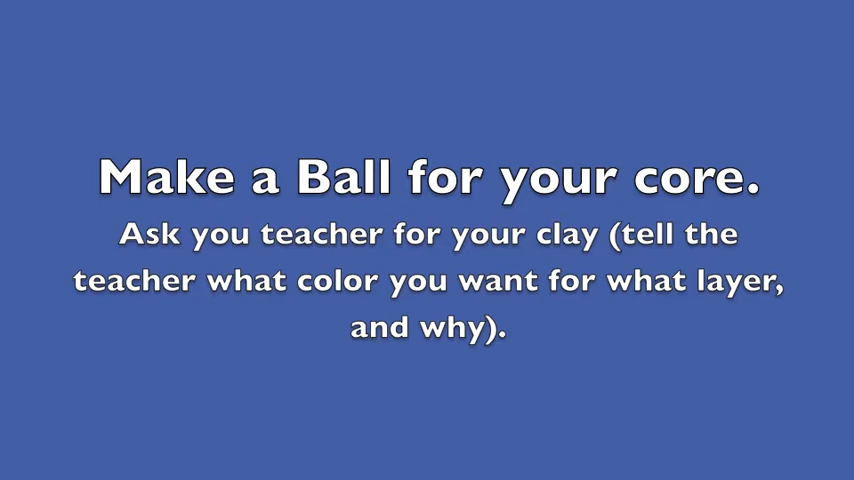 Make a Ball for your core.
Ask you teacher for your clay (tell the
teacher what color you want for what layer,
and why).